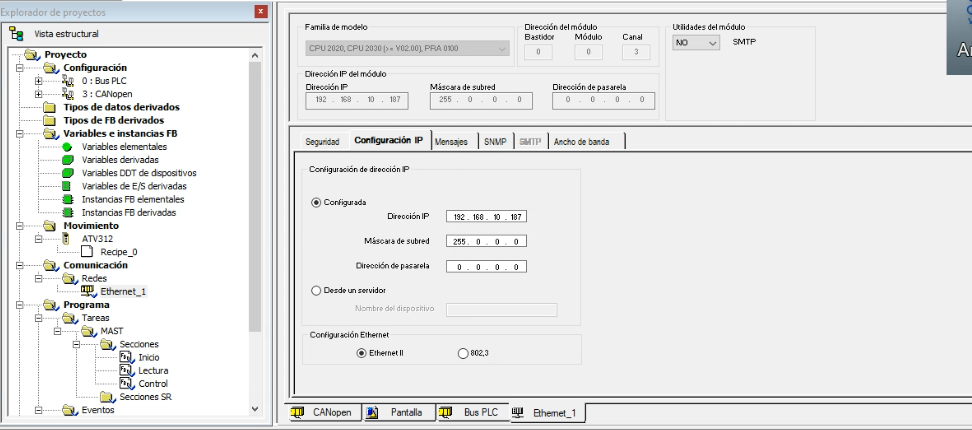 Explorador de proyectos
Vista estructural
Proyecto
Configuración
0 : Bus PLC
3 : CANopen
Tipos de datos derivados
Tipos de FB derivados
Variables e instancias FB
Variables elementales
Variables derivadas
Variables DDT de dispositivos
Variables de E/S derivadas
Instancias FB elementales
Instancias FB derivadas
Movimiento
ATV312
Recipe_0
Comunicación
Redes
Ethernet_1
Programa
Tareas
MAST
Secciones
Inicio
Lectura
Control
Secciones SR
Eventos
Familia de modelo
CPU 2020, CPU 2030 (>= V02.00), PRA 0100
Dirección del módulo
Bastidor Módulo Canal
0 0 3
Utilidades del módulo
NO SMTP
Dirección IP del módulo
Dirección IP Máscara de subred Dirección de pasarela
192 . 168 . 10 . 187 255 . 0 . 0 . 0 0 . 0 . 0 . 0
Seguridad Configuración IP Mensajes SNMP SMTP Ancho de banda
Configuración de dirección IP
Configurada
Dirección IP 192 . 168 . 10 . 187
Máscara de subred 255 . 0 . 0 . 0
Dirección de pasarela 0 . 0 . 0 . 0
Desde un servidor
Nombre del dispositivo
Configuración Ethernet
Ethernet II 802,3
CANopen Pantalla Bus PLC Ethernet_1